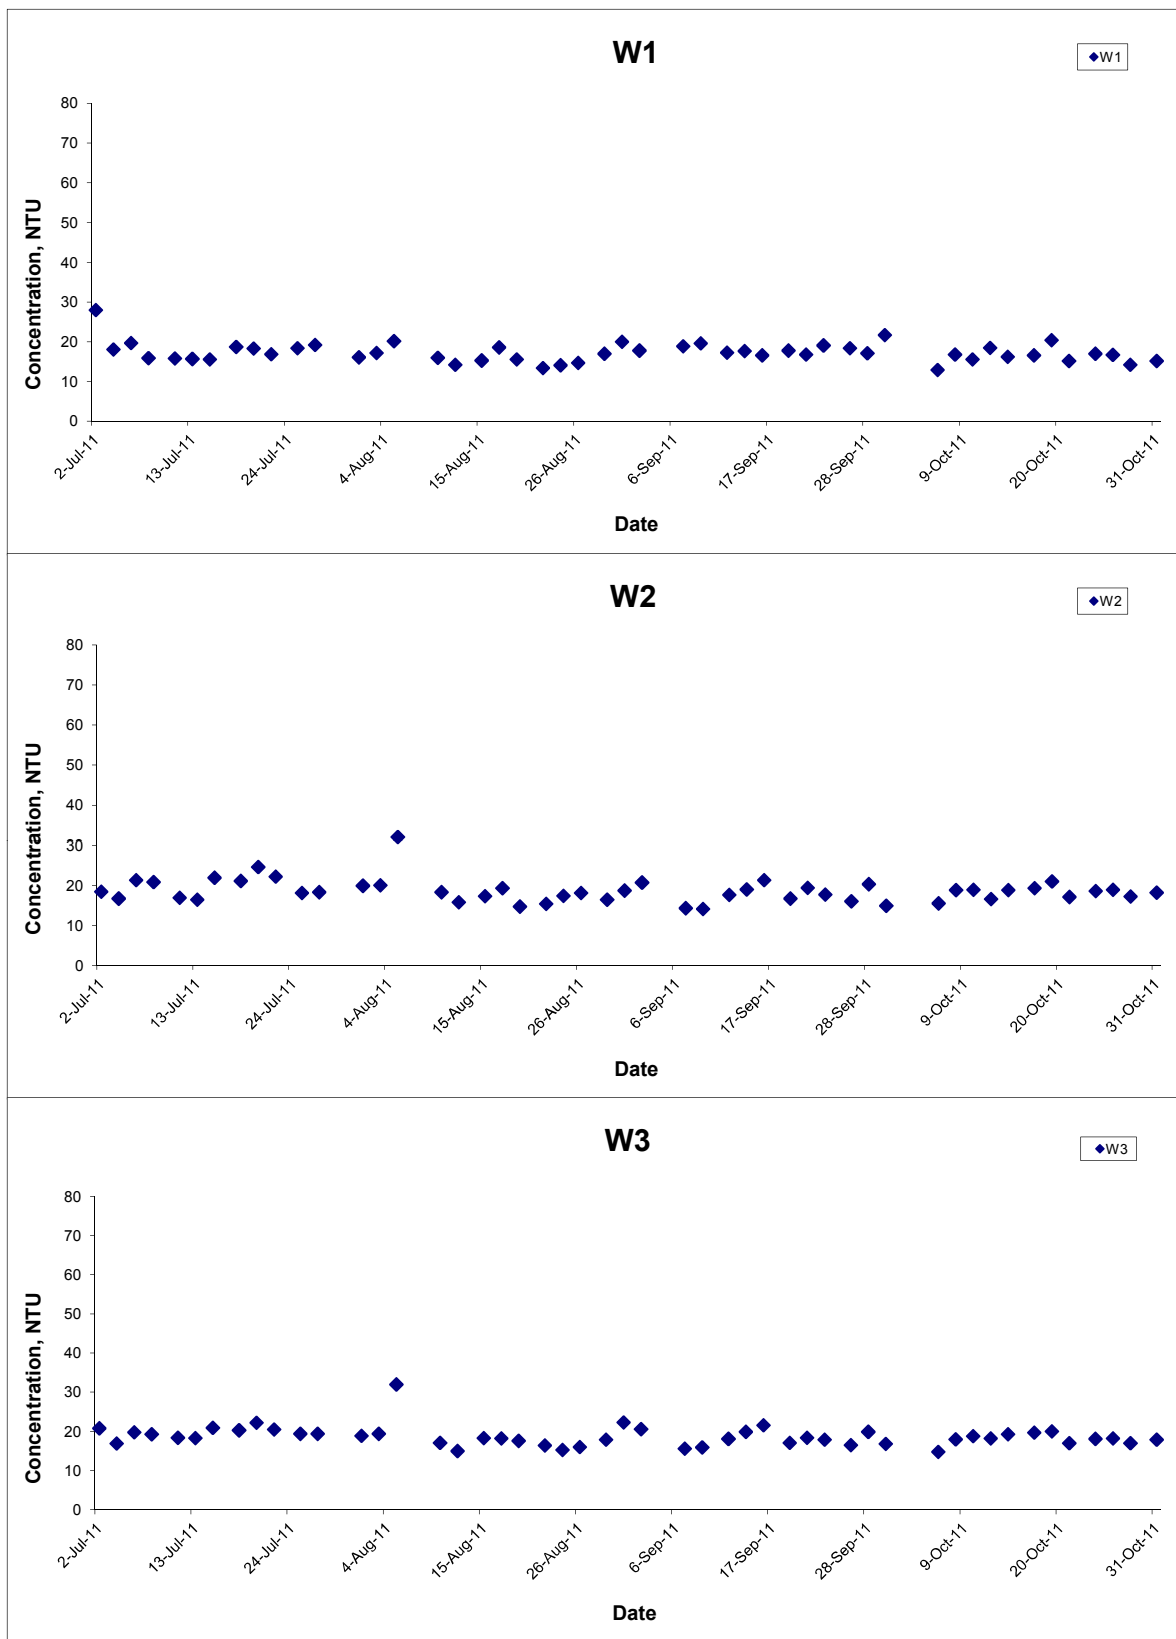 W1
W1
80
70
60
50
40
30
20
10
0
Concentration, NTU
2-Jul-11
13-Jul-11
24-Jul-11
4-Aug-11
15-Aug-11
26-Aug-11
6-Sep-11
17-Sep-11
28-Sep-11
9-Oct-11
20-Oct-11
31-Oct-11
Date
W2
W2
80
70
60
50
40
30
20
10
0
Concentration, NTU
2-Jul-11
13-Jul-11
24-Jul-11
4-Aug-11
15-Aug-11
26-Aug-11
6-Sep-11
17-Sep-11
28-Sep-11
9-Oct-11
20-Oct-11
31-Oct-11
Date
W3
W3
80
70
60
50
40
30
20
10
0
Concentration, NTU
2-Jul-11
13-Jul-11
24-Jul-11
4-Aug-11
15-Aug-11
26-Aug-11
6-Sep-11
17-Sep-11
28-Sep-11
9-Oct-11
20-Oct-11
31-Oct-11
Date